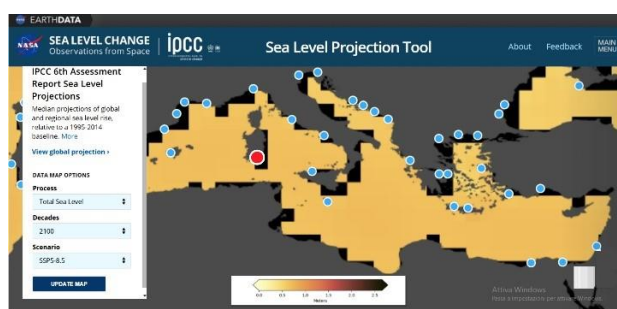 EARTHDATA
NASA
SEA LEVEL CHANGE
Observations from Space
ipcc
Sea Level Projection Tool
About
Feedback
MAIN
MENU
IPCC 6th Assessment
Report Sea Level
Projections
Median projections of global
and regional sea level rise,
relative to a 1995-2014
baseline. More
View global projection ›
DATA MAP OPTIONS
Process
Total Sea Level
Decades
2100
Scenario
SSP5-8.5
UPDATE MAP
0.0 0.5 1.0 1.5 2.0 2.5
Meters
Attiva Windows